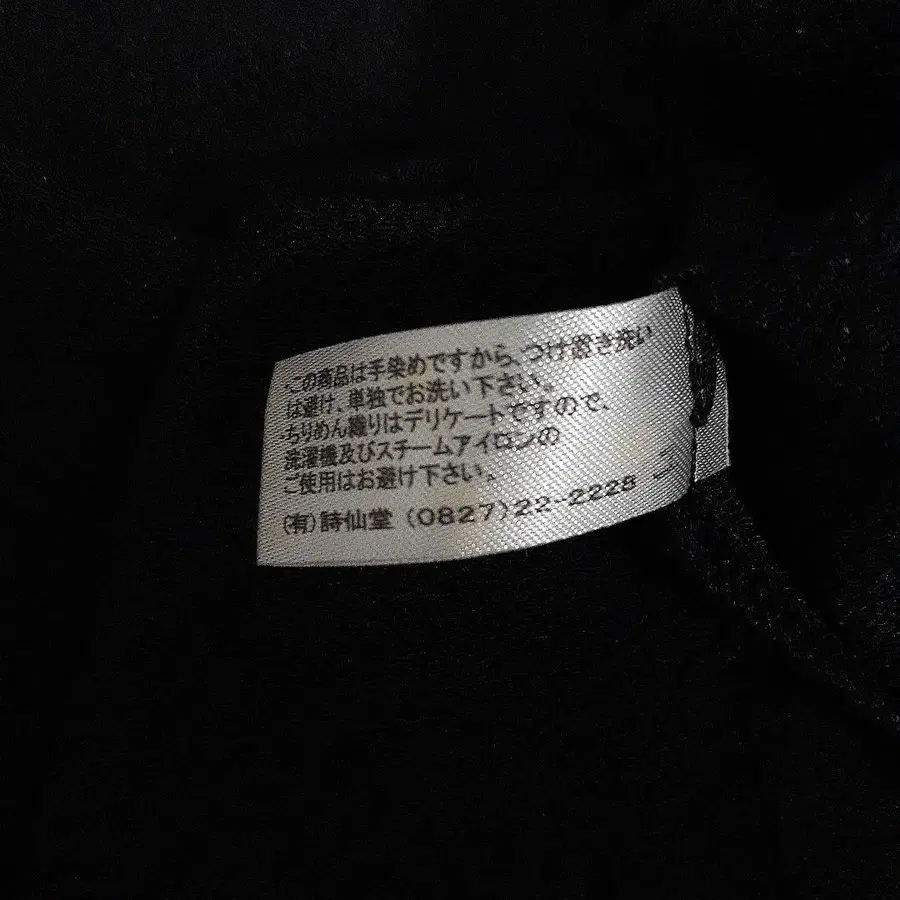 この商品は手染めですから、つけ置き洗い
は避け、単独でお洗い下さい。
ちりめん織りはデリケートですので、
洗濯機及びスチームアイロンの
ご使用はお避け下さい。
(有)詩仙堂 (0827)22-2228